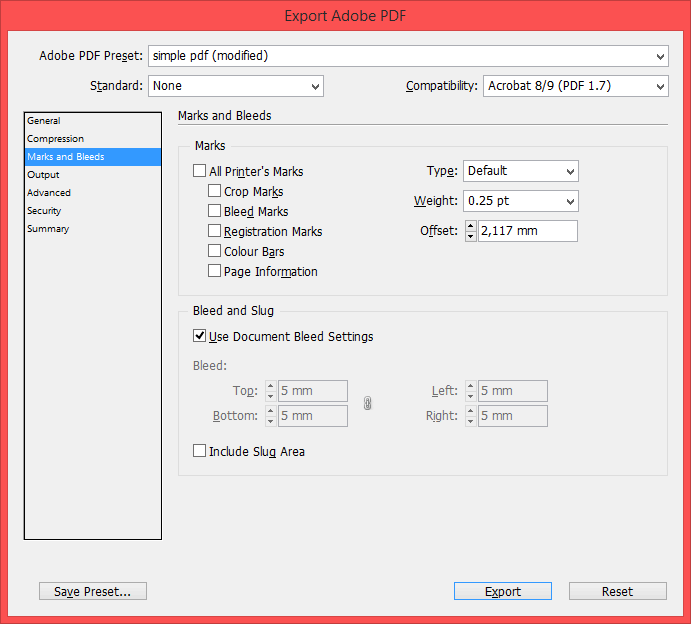 Export Adobe PDF
Adobe PDF Preset: simple pdf (modified)
Standard: None Compatibility: Acrobat 8/9 (PDF 1.7)
General
Compression
Marks and Bleeds
Output
Advanced
Security
Summary
Marks and Bleeds
Marks
All Printer's Marks
Crop Marks
Bleed Marks
Registration Marks
Colour Bars
Page Information
Type: Default
Weight: 0.25 pt
Offset: 2,117 mm
Bleed and Slug
Use Document Bleed Settings
Bleed:
Top: 5 mm Left: 5 mm
Bottom: 5 mm Right: 5 mm
Include Slug Area
Save Preset... Export Reset